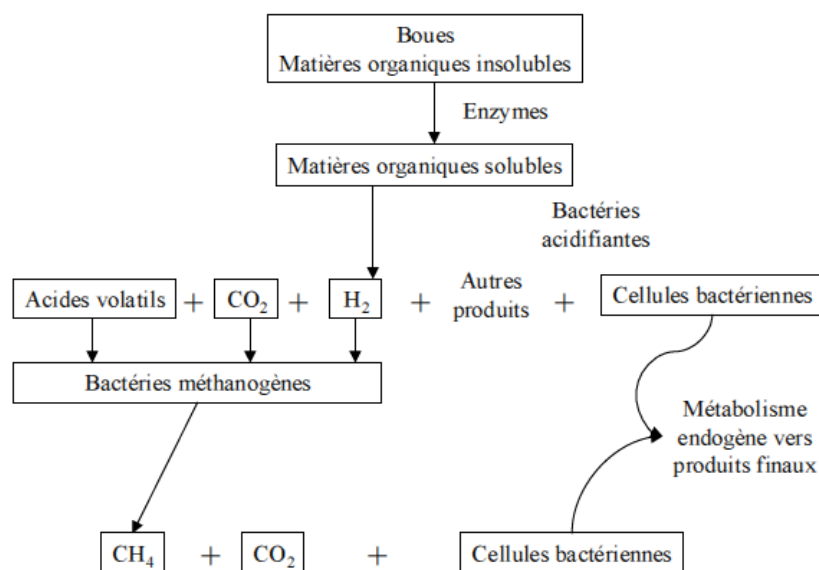 Boues
Matières organiques insolubles
Enzymes
Matières organiques solubles
Bactéries
acidifiantes
Acides volatils + CO₂ + H₂ + Autres produits + Cellules bactériennes
Bactéries méthanogènes
Métabolisme
endogène vers
produits finaux
CH₄ + CO₂ + Cellules bactériennes